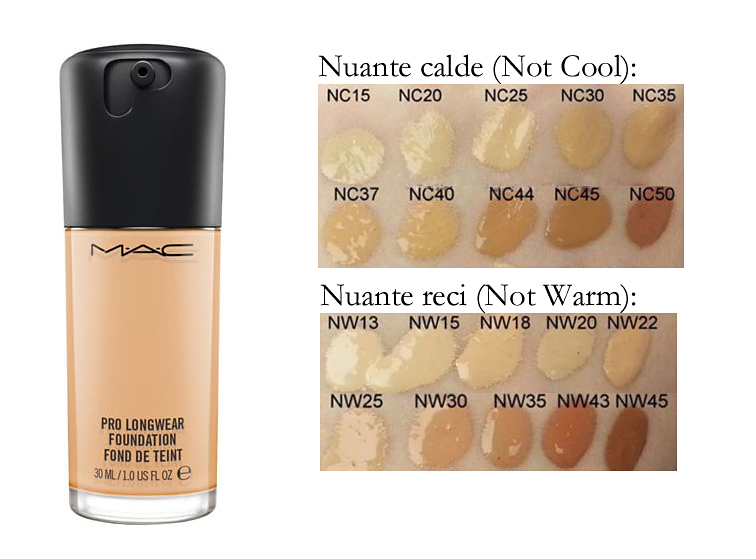 MAC
PRO LONGWEAR
FOUNDATION
FOND DE TEINT
30 ML / 1.0 US FL OZ ℮
Nuante calde (Not Cool):
NC15 NC20 NC25 NC30 NC35
NC37 NC40 NC44 NC45 NC50
Nuante reci (Not Warm):
NW13 NW15 NW18 NW20 NW22
NW25 NW30 NW35 NW43 NW45